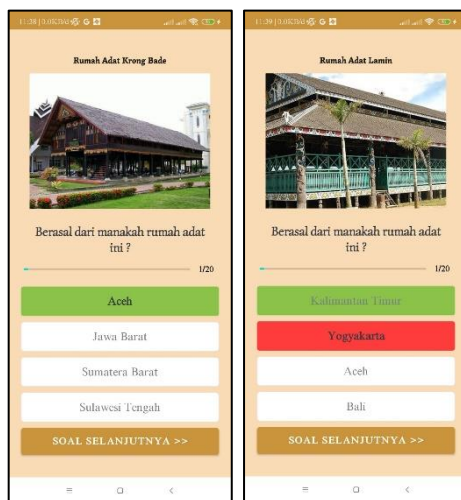 Rumah Adat Krong Bade
Berasal dari manakah rumah adat
ini ?
1/20
Aceh
Jawa Barat
Sumatera Barat
Sulawesi Tengah
SOAL SELANJUTNYA >>
Rumah Adat Lamin
Berasal dari manakah rumah adat
ini ?
1/20
Kalimantan Timur
Yogyakarta
Aceh
Bali
SOAL SELANJUTNYA >>